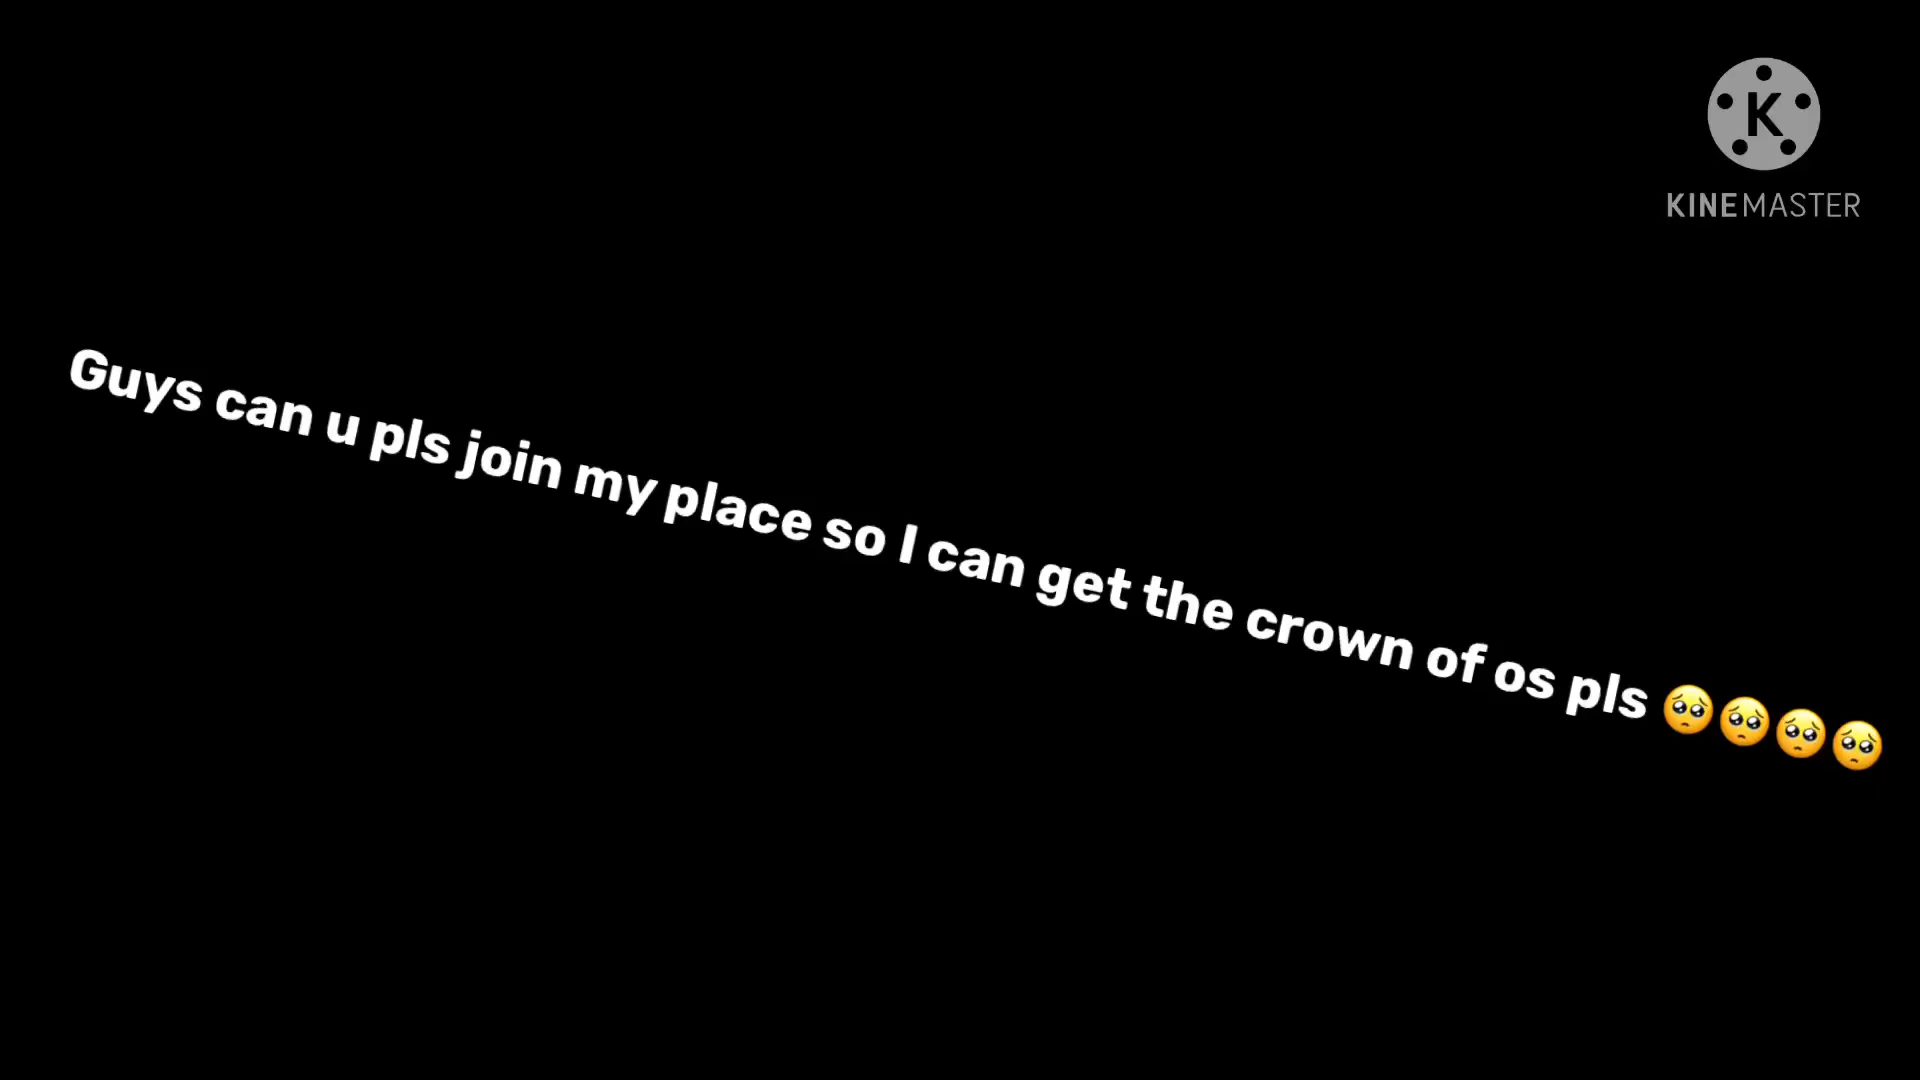 K
KINEMASTER
Guys can u pls join my place so I can get the crown of os pls 🥺🥺🥺🥺